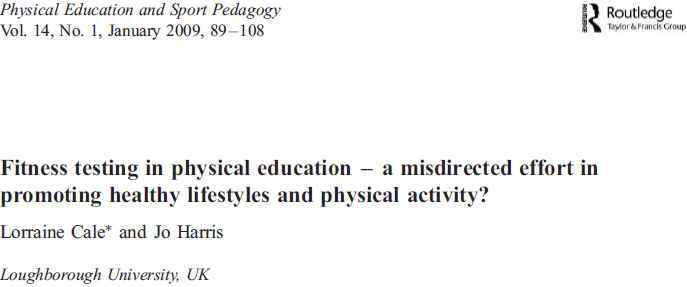 Physical Education and Sport Pedagogy
Vol. 14, No. 1, January 2009, 89–108
ROUTLEDGE
Routledge
Taylor & Francis Group
Fitness testing in physical education – a misdirected effort in
promoting healthy lifestyles and physical activity?
Lorraine Cale* and Jo Harris
Loughborough University, UK